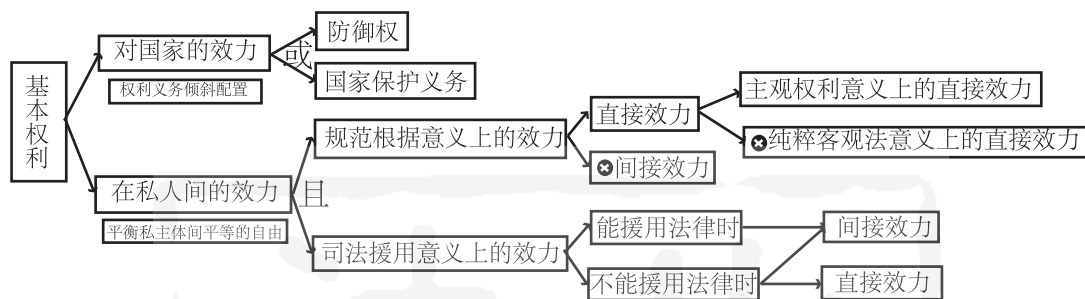 基本权利
对国家的效力
权利义务倾斜配置
或
防御权
国家保护义务
在私人间的效力
平衡私主体间平等的自由
且
规范根据意义上的效力
直接效力
主观权利意义上的直接效力
纯粹客观法意义上的直接效力
间接效力
司法援用意义上的效力
能援用法律时
间接效力
不能援用法律时
直接效力